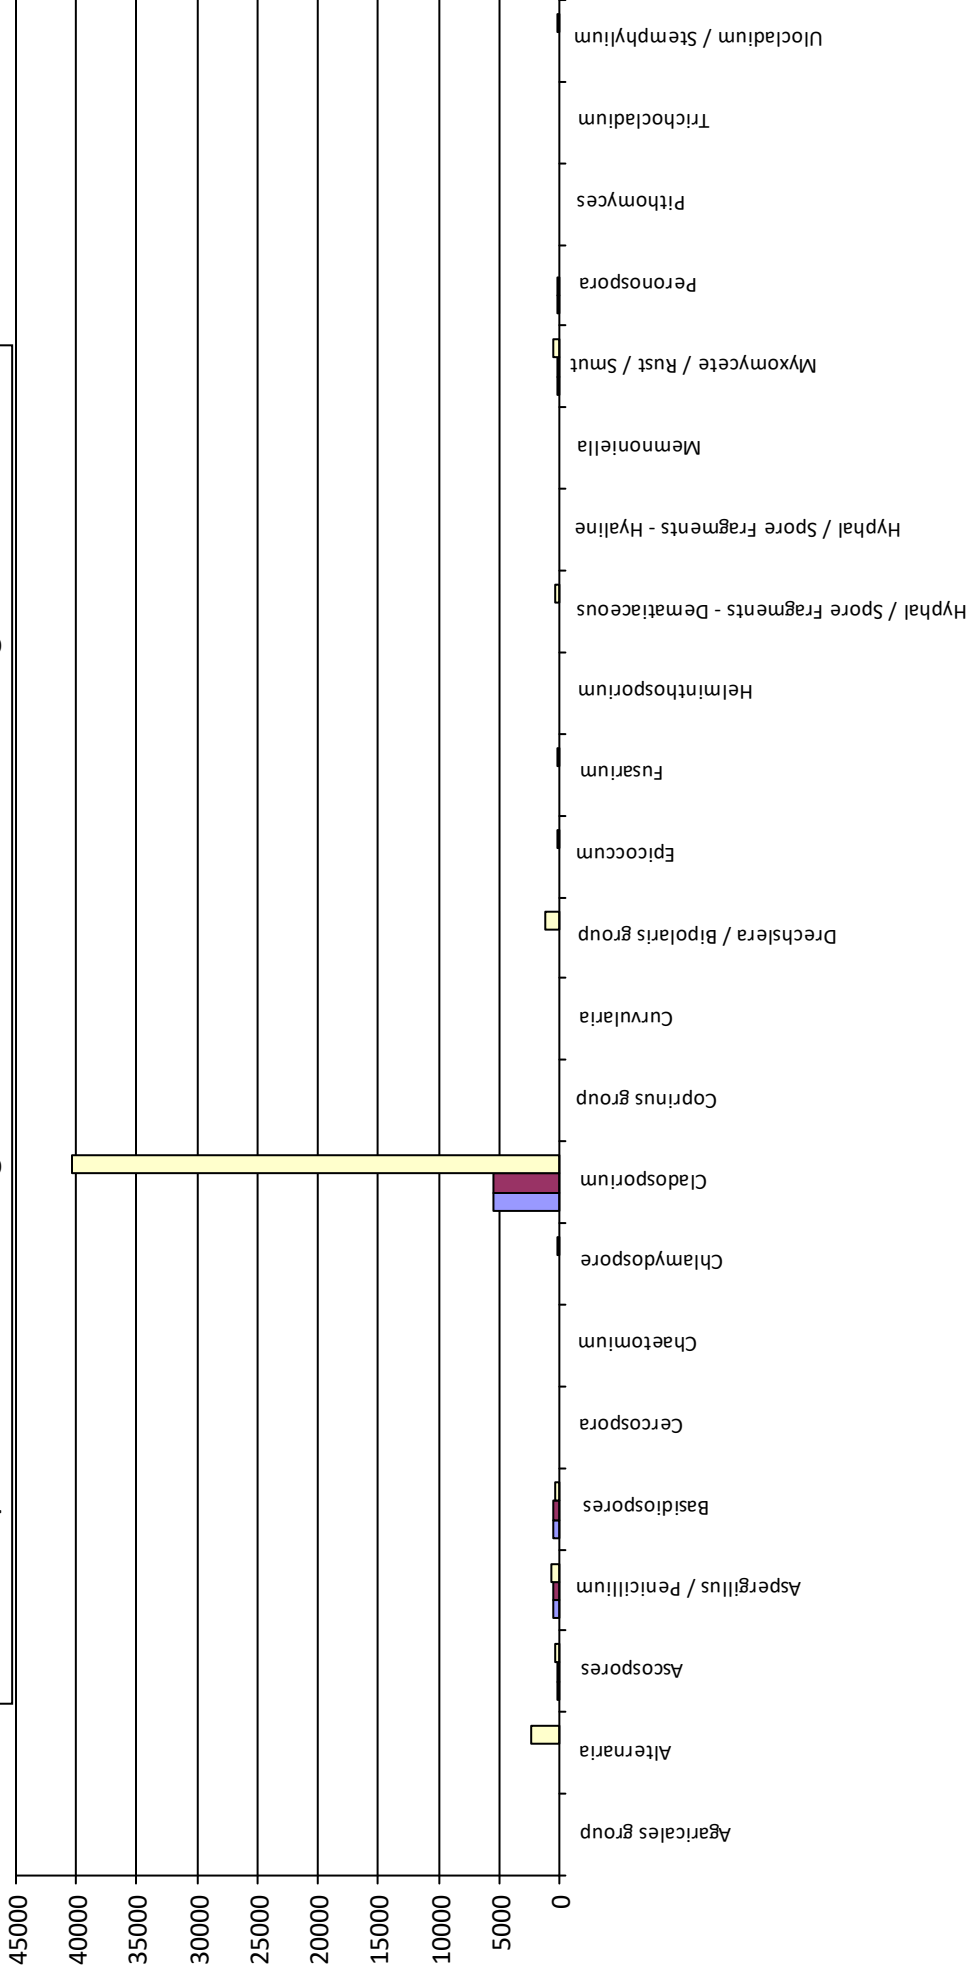 45000
40000
35000
30000
25000
20000
15000
10000
5000
0
Agaricales group
Alternaria
Ascospores
Aspergillus / Penicillium
Basidiospores
Cercospora
Chaetomium
Chlamydospore
Cladosporium
Coprinus group
Curvularia
Drechslera / Bipolaris group
Epicoccum
Fusarium
Helminthosporium
Hyphal / Spore Fragments - Dematiaceous
Hyphal / Spore Fragments - Hyaline
Memnoniella
Myxomycete / Rust / Smut
Peronospora
Pithomyces
Trichocladium
Ulocladium / Stemphylium